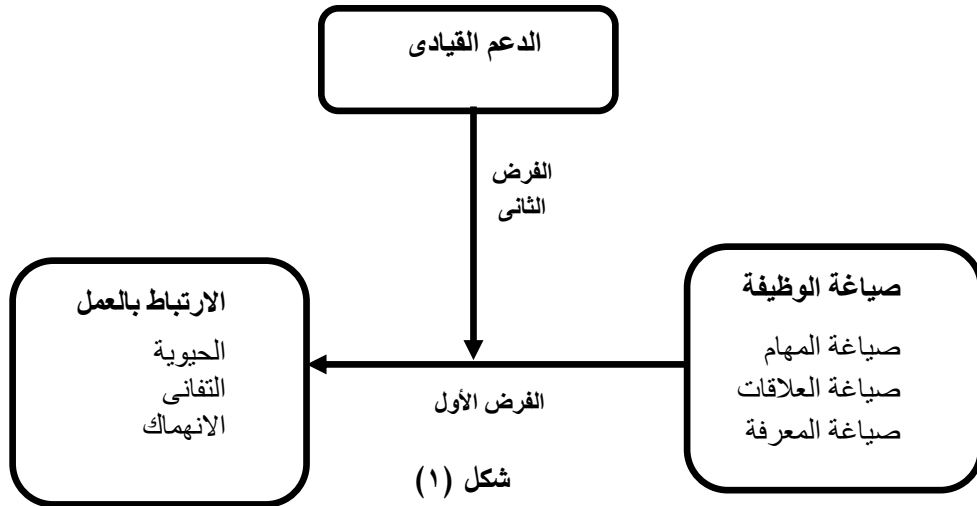 الدعم القيادى
الفرض
الثانى
صياغة الوظيفة
صياغة المهام
صياغة العلاقات
صياغة المعرفة
الفرض الأول
الارتباط بالعمل
الحيوية
التفانى
الانهماك
شكل (١)